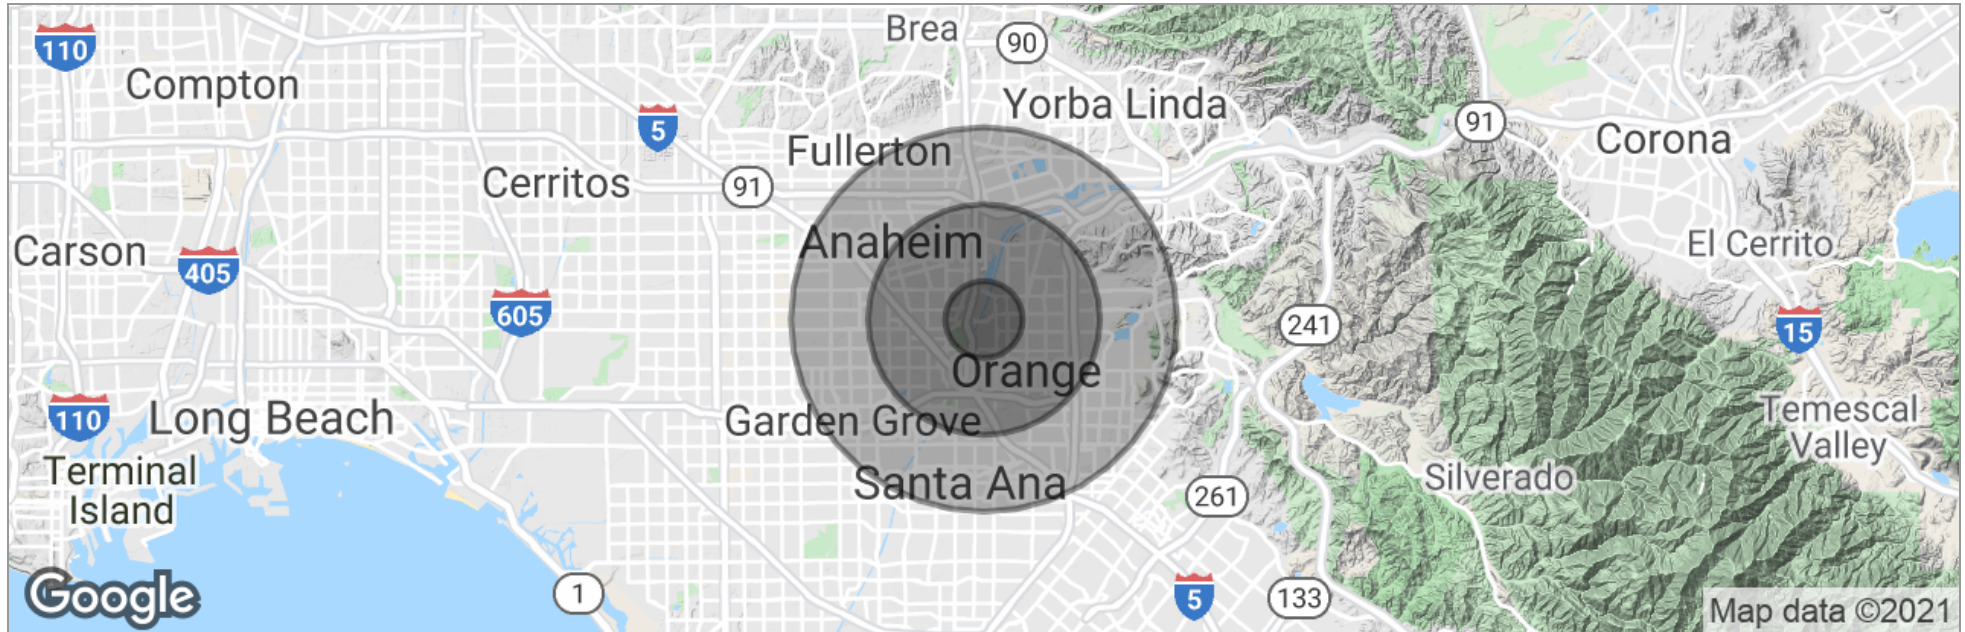 Brea
90
110
Compton
Yorba Linda
5
91
Corona
Fullerton
Cerritos
91
Carson
405
Anaheim
El Cerrito
605
241
15
Orange
110
Long Beach
Garden Grove
Temescal
Valley
Terminal
Island
Santa Ana
261
Silverado
Google
1
5
133
Map data ©2021